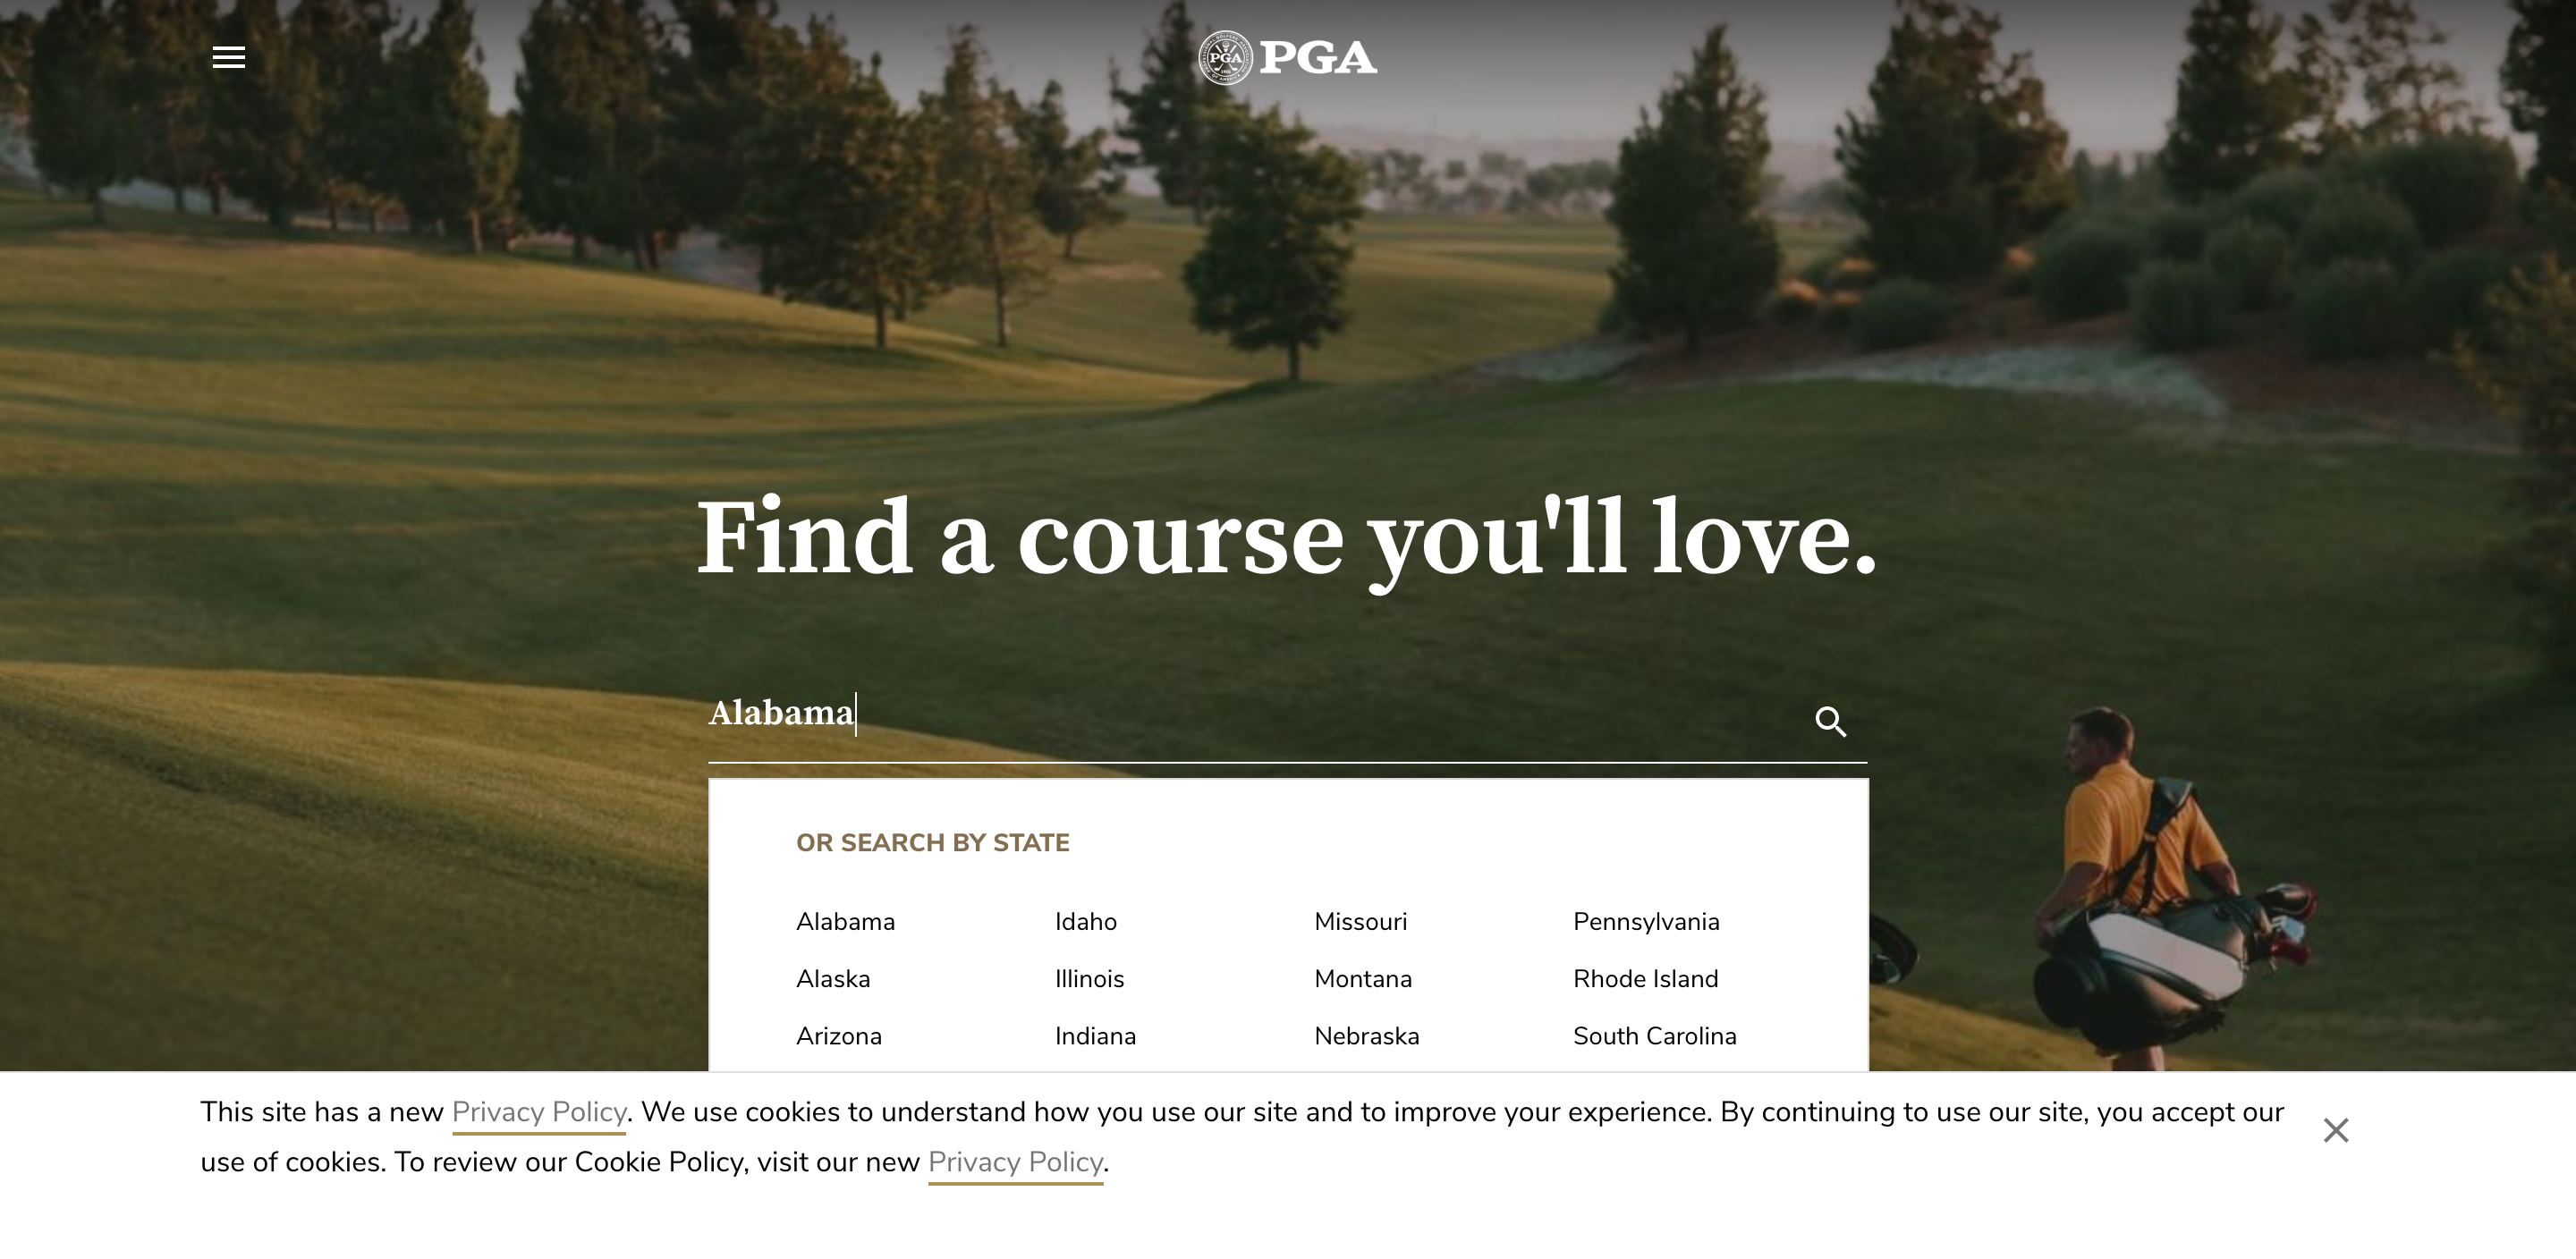 PGA PGA
Find a course you'll love.
Alabama
OR SEARCH BY STATE
Alabama Idaho Missouri Pennsylvania
Alaska Illinois Montana Rhode Island
Arizona Indiana Nebraska South Carolina
This site has a new Privacy Policy. We use cookies to understand how you use our site and to improve your experience. By continuing to use our site, you accept our
use of cookies. To review our Cookie Policy, visit our new Privacy Policy.